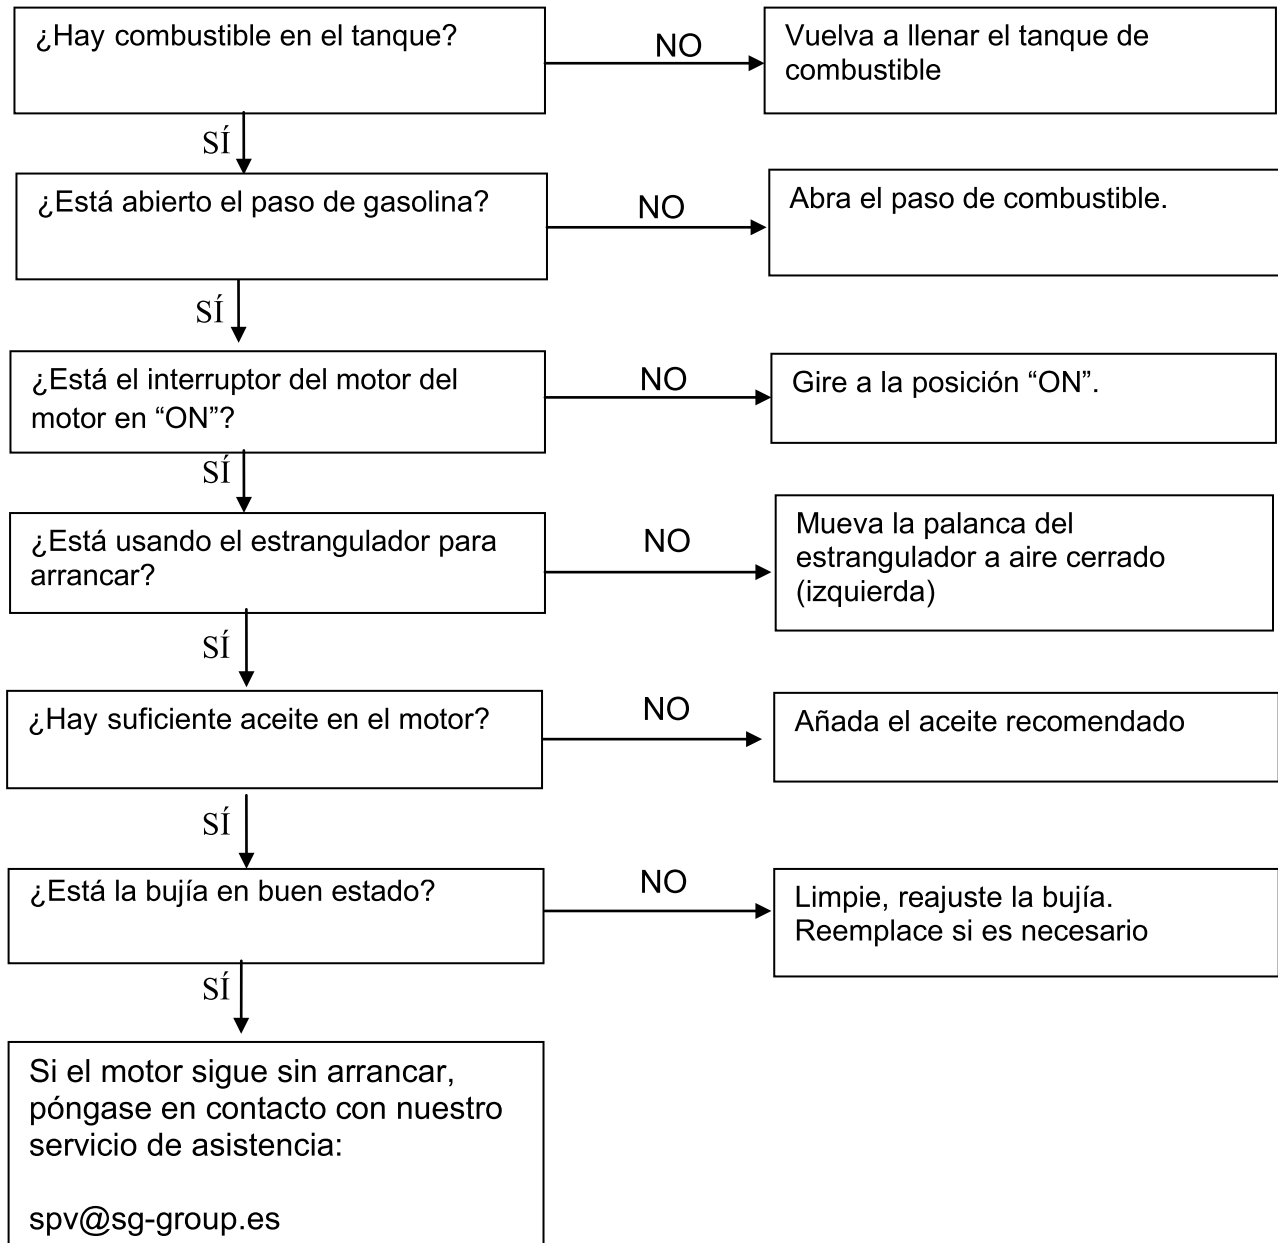 ¿Hay combustible en el tanque?
NO
Vuelva a llenar el tanque de
combustible
SÍ
¿Está abierto el paso de gasolina?
NO
Abra el paso de combustible.
SÍ
¿Está el interruptor del motor del
motor en “ON”?
NO
Gire a la posición “ON”.
SÍ
¿Está usando el estrangulador para
arrancar?
NO
Mueva la palanca del
estrangulador a aire cerrado
(izquierda)
SÍ
¿Hay suficiente aceite en el motor?
NO
Añada el aceite recomendado
SÍ
¿Está la bujía en buen estado?
NO
Limpie, reajuste la bujía.
Reemplace si es necesario
SÍ
Si el motor sigue sin arrancar,
póngase en contacto con nuestro
servicio de asistencia:
spv@sg-group.es